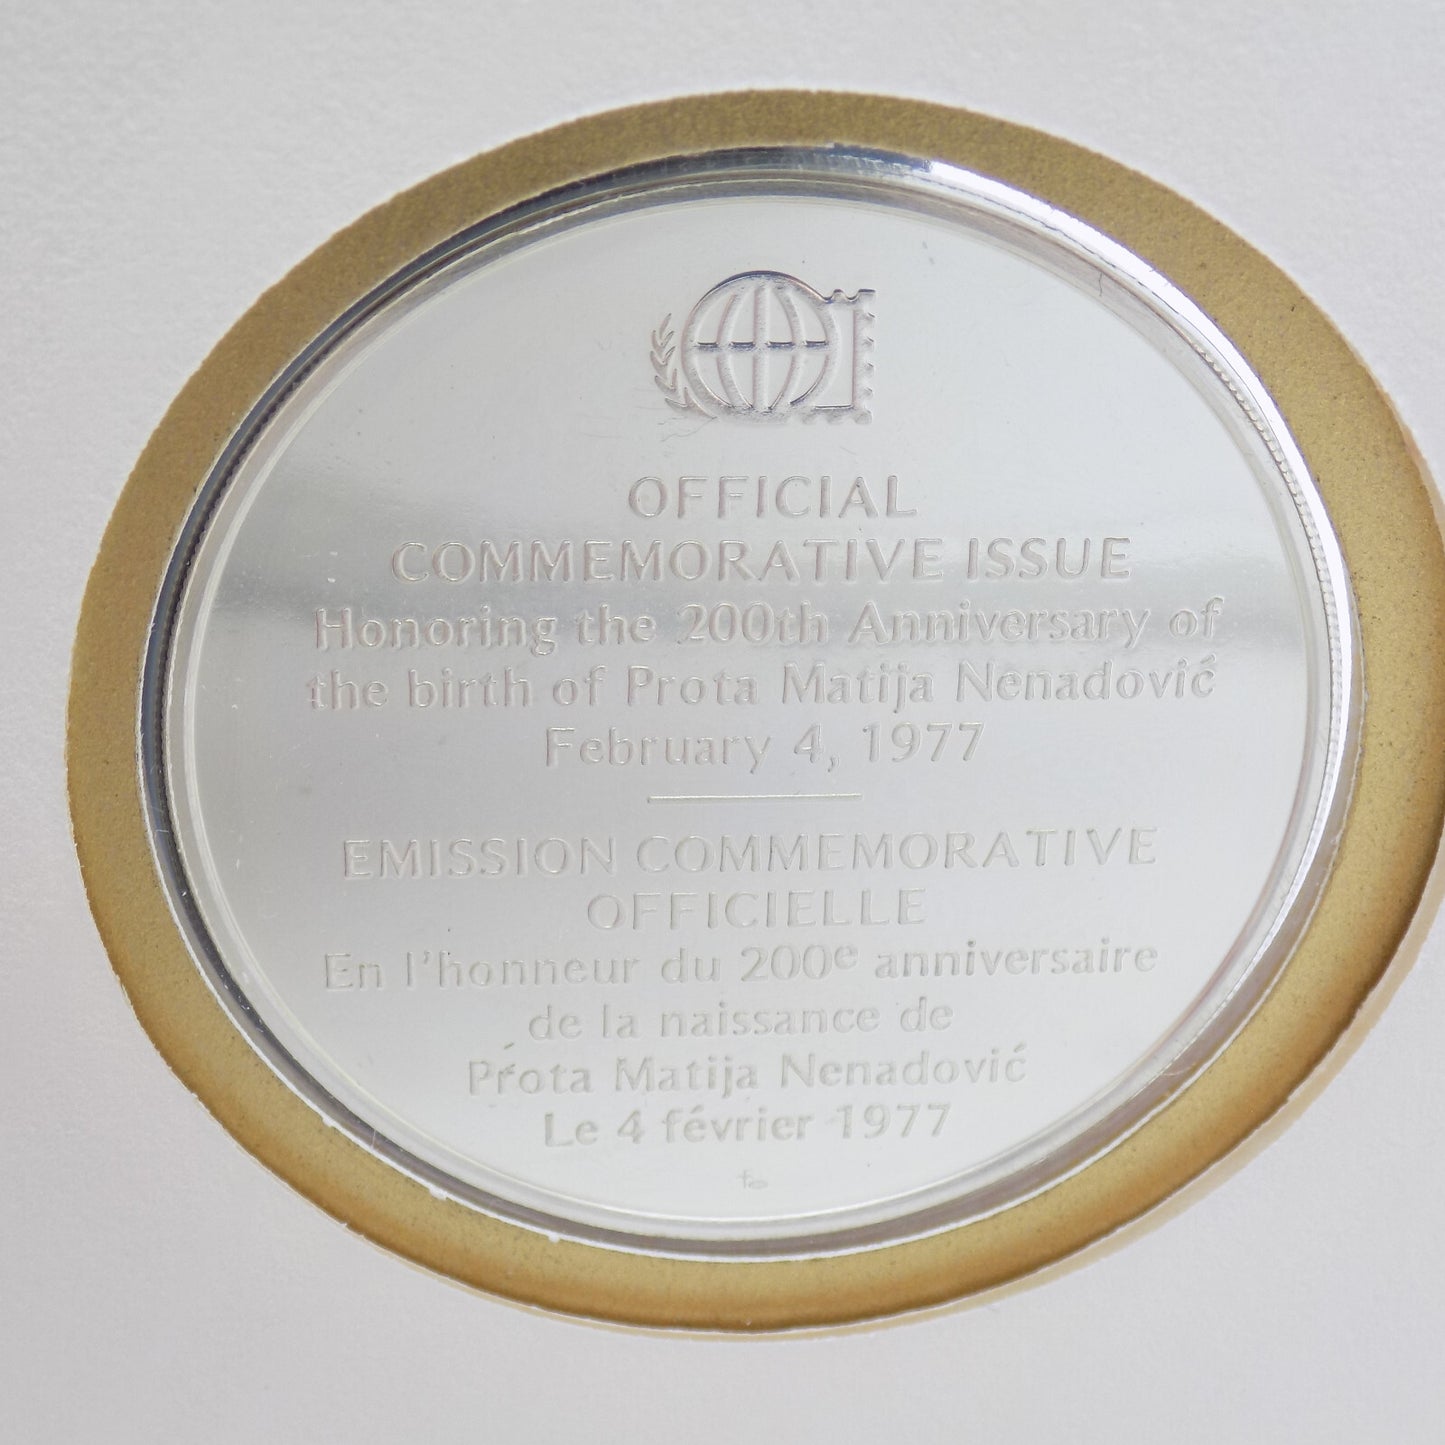 OFFICIAL
COMMEMORATIVE ISSUE
Honoring the 200th Anniversary of
the birth of Prota Matija Nenadović
February 4, 1977
EMISSION COMMEMORATIVE
OFFICIELLE
En l'honneur du 200e anniversaire
de la naissance de
Prota Matija Nenadović
Le 4 février 1977